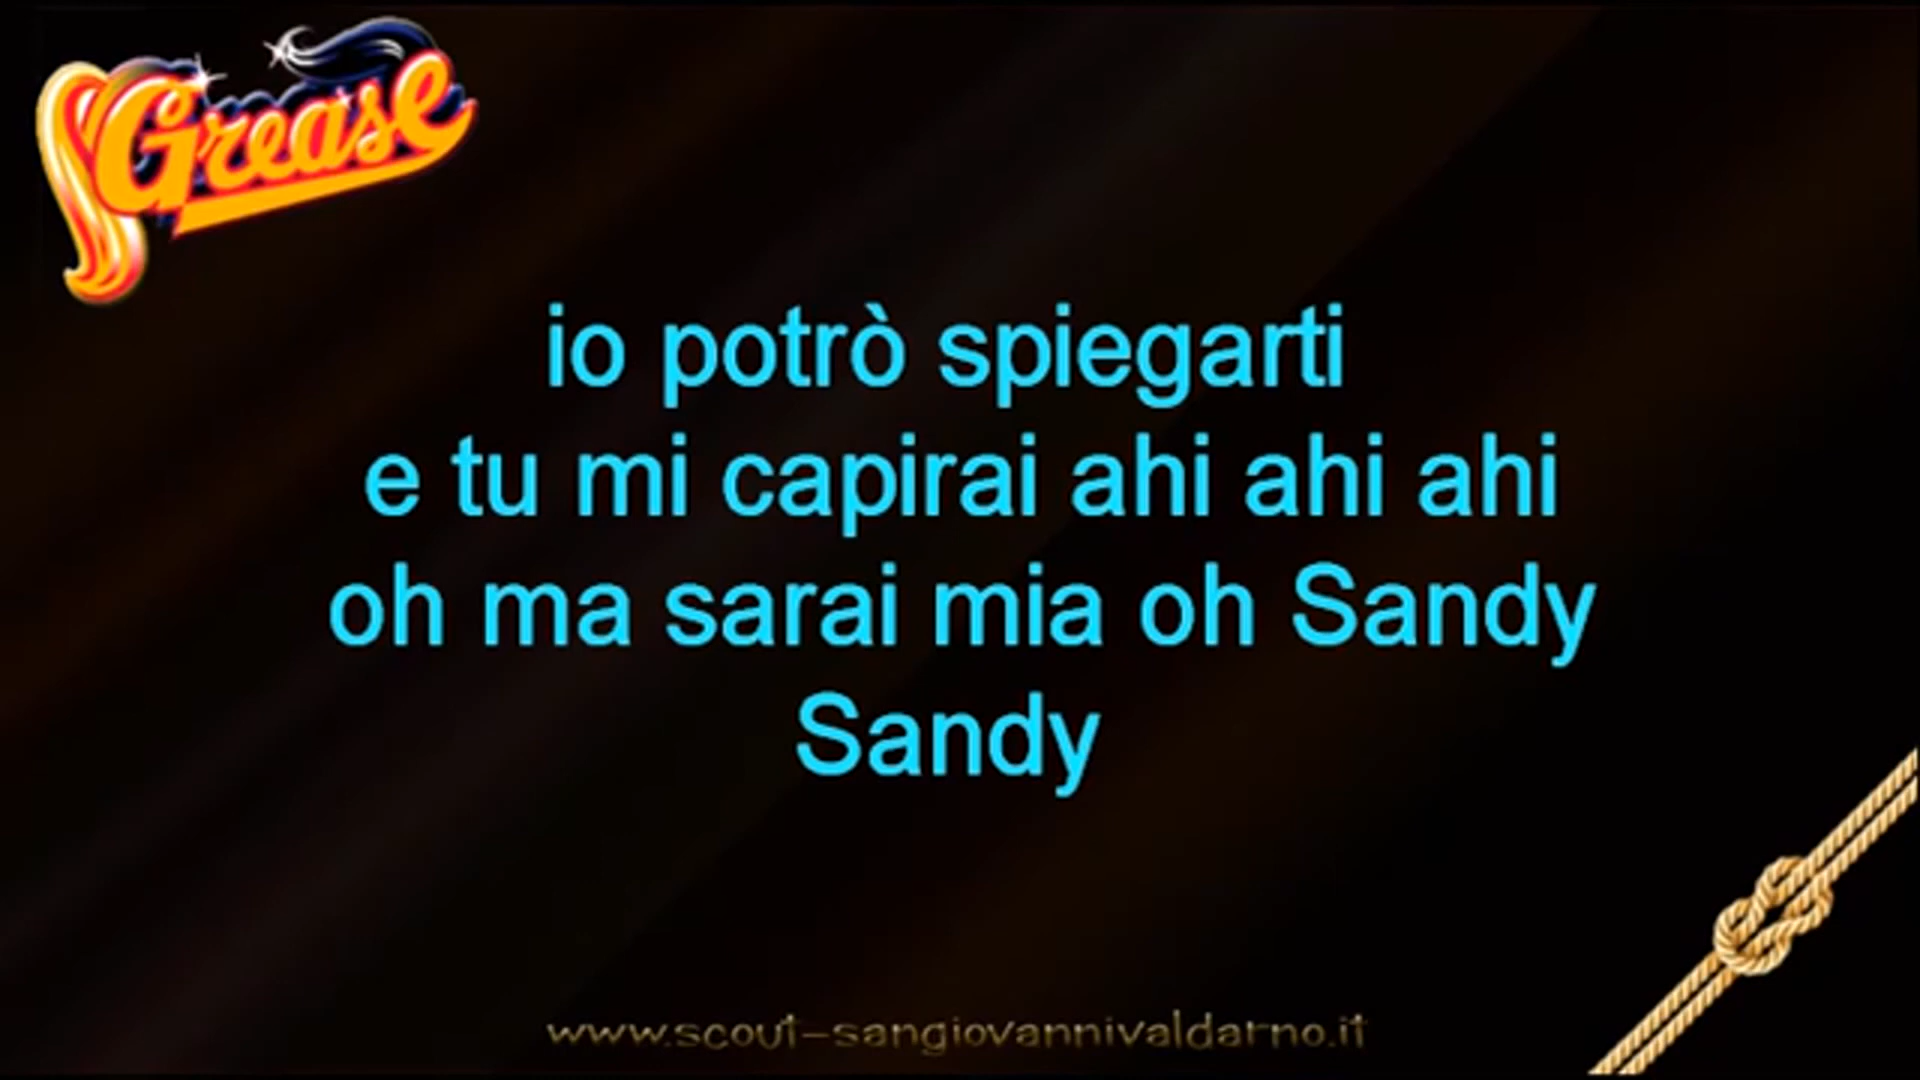 Grease
io potrò spiegarti
e tu mi capirai ahi ahi ahi
oh ma sarai mia oh Sandy
Sandy
www.scout-sangiovannivaldarno.it